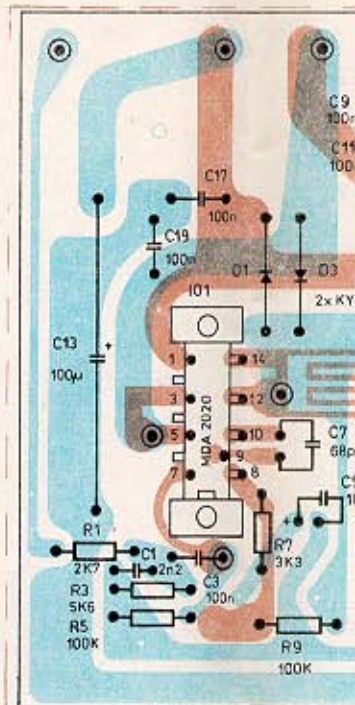 C9
100n
C11
100n
C17
100n
C19
100n
D1
D3
2x KY
IO1
C13
+
100µ
1
14
3
12
MDA 2020
5
10
C7
68p
9
7
8
R1
2K7
C1
2n2
C3
100n
R7
3K3
+
R3
5K6
R5
100K
R9
100K